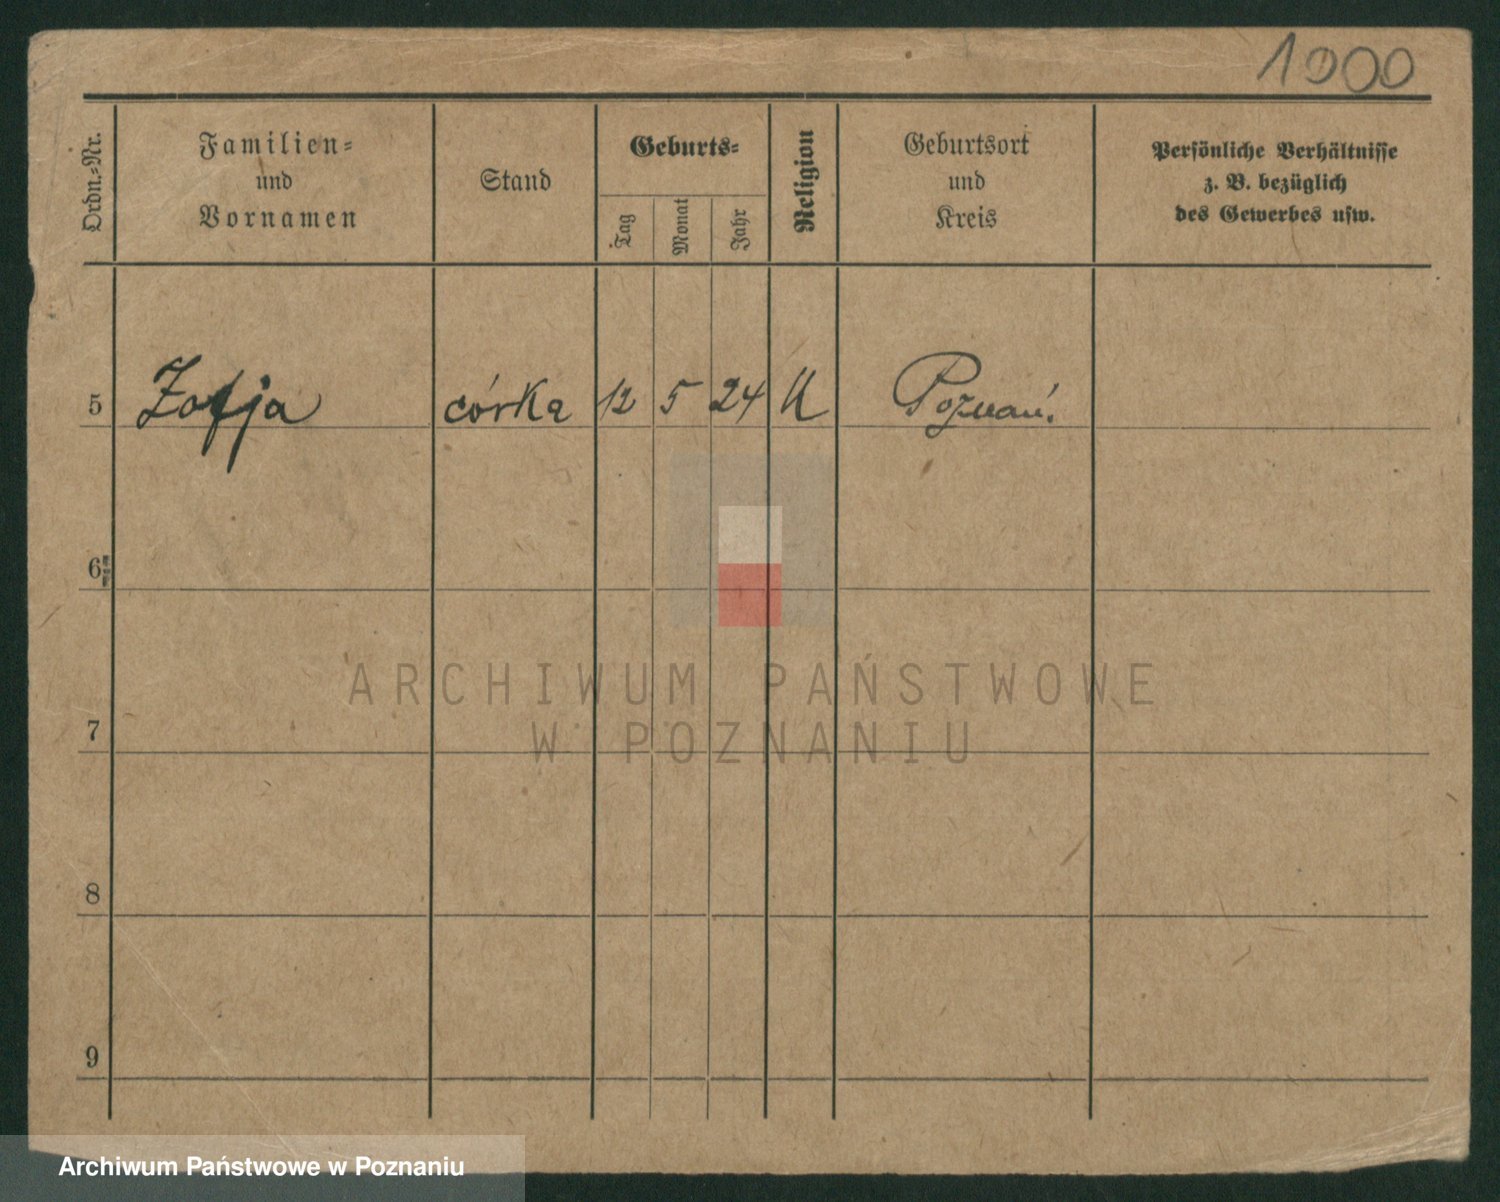 1000
Ordn.-Nr.
Familien-
und
Vornamen
Stand
Geburts-
Tag
Monat
Jahr
Religion
Geburtsort
und
Kreis
Persönliche Verhältnisse
z. B. bezüglich
des Gewerbes usw.
5 Zofja córka 12 5 24 K Poznań.
6
7
8
9
ARCHIWUM PAŃSTWOWE
W POZNANIU
Archiwum Państwowe w Poznaniu